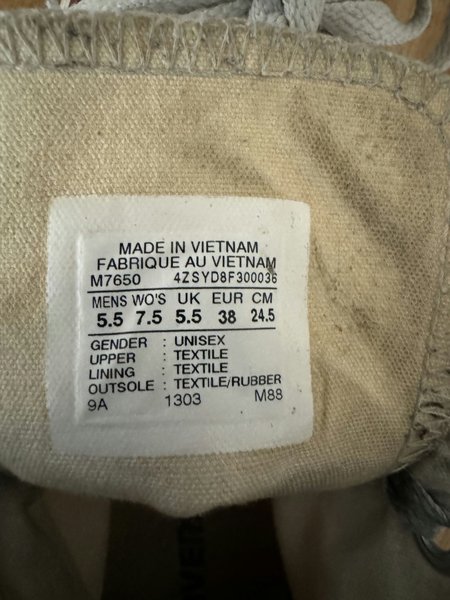 MADE IN VIETNAM
FABRIQUE AU VIETNAM
M7650 4ZSYD8F300036
MENS WO'S UK EUR CM
5.5 7.5 5.5 38 24.5
GENDER : UNISEX
UPPER : TEXTILE
LINING : TEXTILE
OUTSOLE : TEXTILE/RUBBER
9A 1303 M88